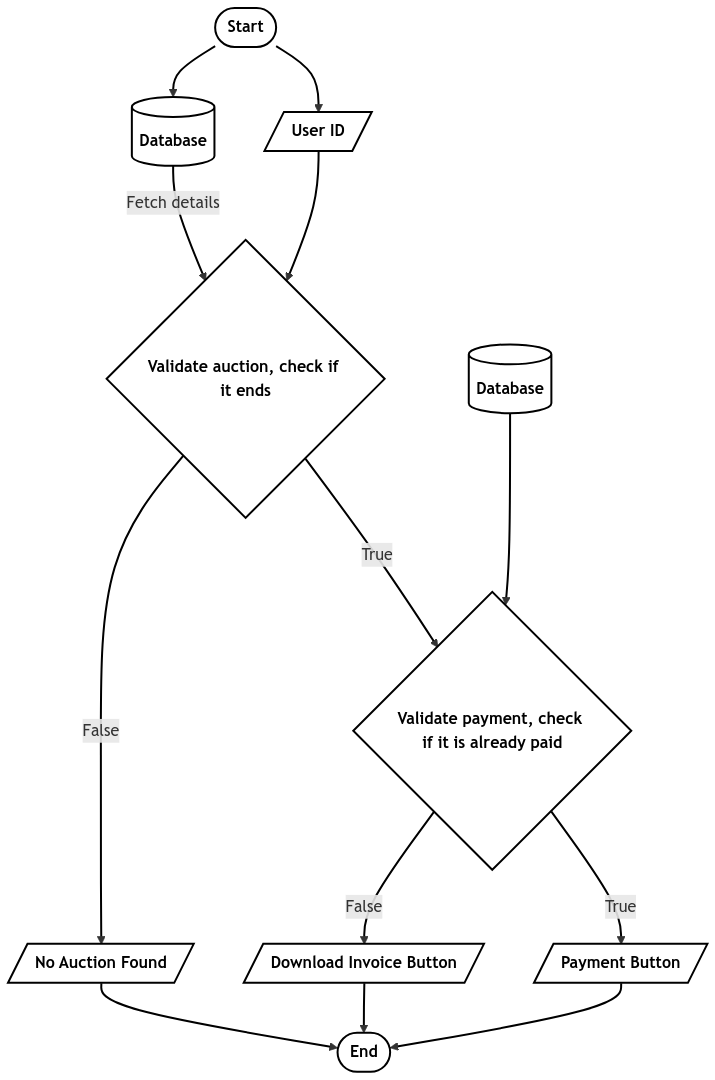 Start
Database
User ID
Fetch details
Validate auction, check if
it ends
Database
True
False
Validate payment, check
if it is already paid
False
True
No Auction Found
Download Invoice Button
Payment Button
End